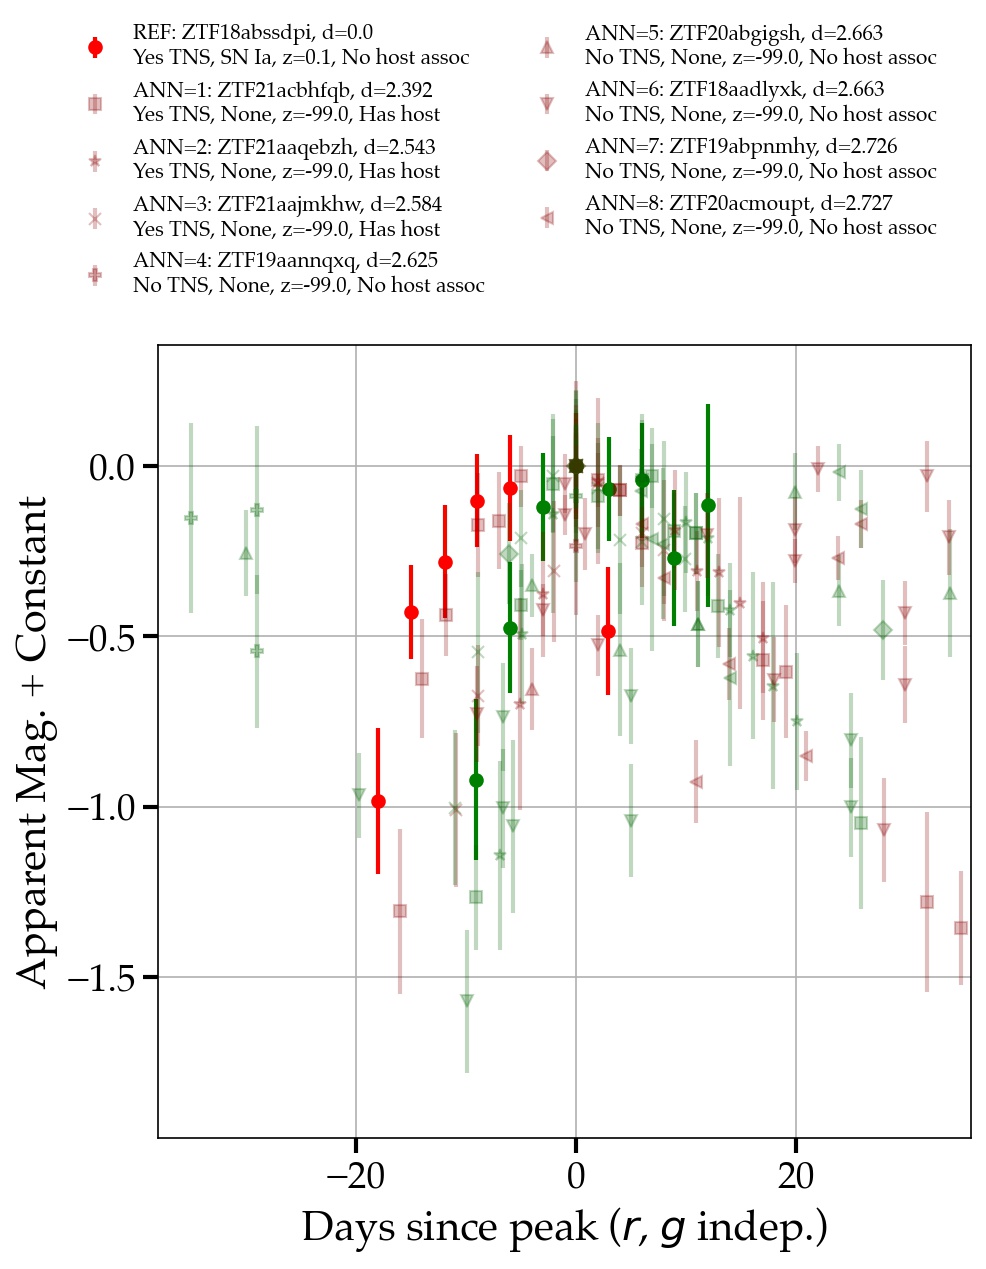 REF: ZTF18abssdpi, d=0.0
Yes TNS, SN Ia, z=0.1, No host assoc
ANN=1: ZTF21acbhfqb, d=2.392
Yes TNS, None, z=-99.0, Has host
ANN=2: ZTF21aaqebzh, d=2.543
Yes TNS, None, z=-99.0, Has host
ANN=3: ZTF21aajmkhw, d=2.584
Yes TNS, None, z=-99.0, Has host
ANN=4: ZTF19aannqxq, d=2.625
No TNS, None, z=-99.0, No host assoc
ANN=5: ZTF20abgigsh, d=2.663
No TNS, None, z=-99.0, No host assoc
ANN=6: ZTF18aadlyxk, d=2.663
No TNS, None, z=-99.0, No host assoc
ANN=7: ZTF19abpnmhy, d=2.726
No TNS, None, z=-99.0, No host assoc
ANN=8: ZTF20acmoupt, d=2.727
No TNS, None, z=-99.0, No host assoc
Apparent Mag. + Constant
0.0
−0.5
−1.0
−1.5
−20
0
20
Days since peak (r, g indep.)